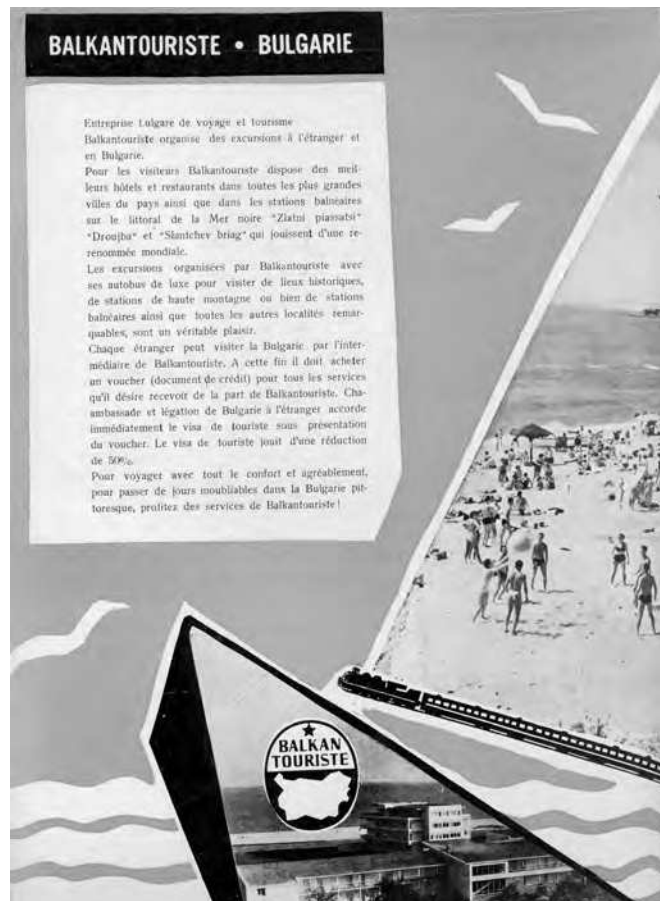 BALKANTOURISTE • BULGARIE
Entreprise bulgare de voyage et tourisme
Balkantouriste organise des excursions à l'étranger et
en Bulgarie.
Pour les visiteurs Balkantouriste dispose des meil-
leurs hôtels et restaurants dans toutes les plus grandes
villes du pays ainsi que dans les stations balnéaires
sur le littoral de la Mer noire "Zlatni piassatsi"
"Droujba" et "Slantchev briag" qui jouissent d'une re-
renommée mondiale.
Les excursions organisées par Balkantouriste avec
ses autobus de luxe pour visiter de lieux historiques,
de stations de haute montagne ou bien de stations
balnéaires ainsi que toutes les autres localités remar-
quables, sont un véritable plaisir.
Chaque étranger peut visiter la Bulgarie par l'inter-
médiaire de Balkantouriste. A cette fin il doit acheter
un voucher (document de crédit) pour tous les services
qu'il désire recevoir de la part de Balkantouriste. Cha-
ambassade et légation de Bulgarie à l'étranger accorde
immédiatement le visa de touriste sous présentation
du voucher. Le visa de touriste jouit d'une réduction
de 50%.
Pour voyager avec tout le confort et agréablement,
pour passer de jours inoubliables dans la Bulgarie pit-
toresque, profitez des services de Balkantouriste!
BALKAN
TOURISTE